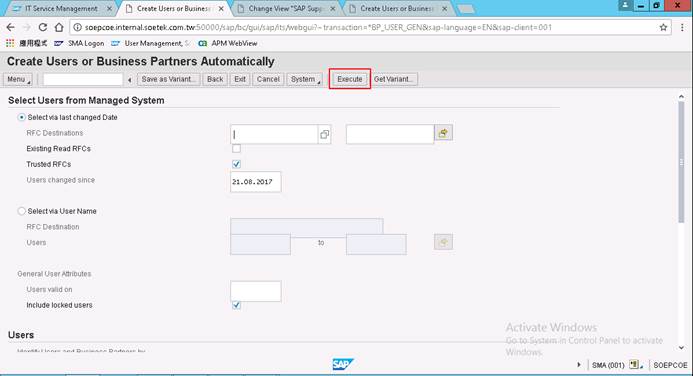 IT Service Management
Create Users or Busines
Change View "SAP Supp
Create Users or Busines
soepcoe.internal.soetek.com.tw:50000/sap/bc/gui/sap/its/webgui?~transaction=*BP_USER_GEN&sap-language=EN&sap-client=001
應用程式 SMA Logon User Management, S APM WebView
Create Users or Business Partners Automatically
Menu Save as Variant... Back Exit Cancel System Execute Get Variant...
Select Users from Managed System
Select via last changed Date
RFC Destinations
Existing Read RFCs
Trusted RFCs
Users changed since 21.08.2017
Select via User Name
RFC Destination
Users to
General User Attributes
Users valid on
Include locked users
Activate Windows
Go to System in Control Panel to activate
Windows.
Users
Identify Users and Business Partners by
SAP SMA (001) SOEPCOE